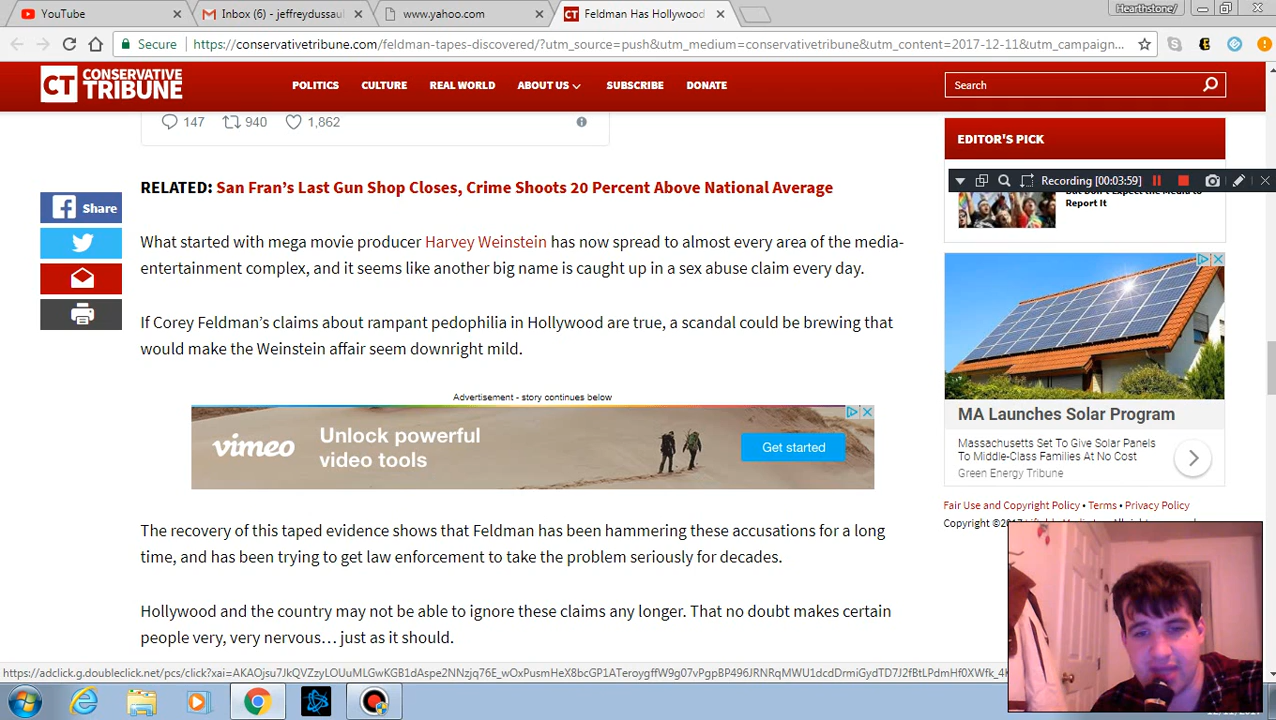 YouTube
Inbox (6) - jeffreydussaul
www.yahoo.com
Feldman Has Hollywood
Hearthstone/
Secure
https://conservativetribune.com/feldman-tapes-discovered/?utm_source=push&utm_medium=conservativetribune&utm_content=2017-12-11&utm_campaign...
CT CONSERVATIVE TRIBUNE
POLITICS CULTURE REAL WORLD ABOUT US SUBSCRIBE DONATE
Search
147 940 1,862
EDITOR'S PICK
Recording [00:03:59]
But Don't Expect the Media to
Report It
RELATED: San Fran's Last Gun Shop Closes, Crime Shoots 20 Percent Above National Average
Share
What started with mega movie producer Harvey Weinstein has now spread to almost every area of the media-
entertainment complex, and it seems like another big name is caught up in a sex abuse claim every day.
If Corey Feldman's claims about rampant pedophilia in Hollywood are true, a scandal could be brewing that
would make the Weinstein affair seem downright mild.
Advertisement - story continues below
vimeo
Unlock powerful
video tools
Get started
MA Launches Solar Program
Massachusetts Set To Give Solar Panels
To Middle-Class Families At No Cost
Green Energy Tribune
Fair Use and Copyright Policy • Terms • Privacy Policy
Copyright ©2017
The recovery of this taped evidence shows that Feldman has been hammering these accusations for a long
time, and has been trying to get law enforcement to take the problem seriously for decades.
Hollywood and the country may not be able to ignore these claims any longer. That no doubt makes certain
people very, very nervous… just as it should.